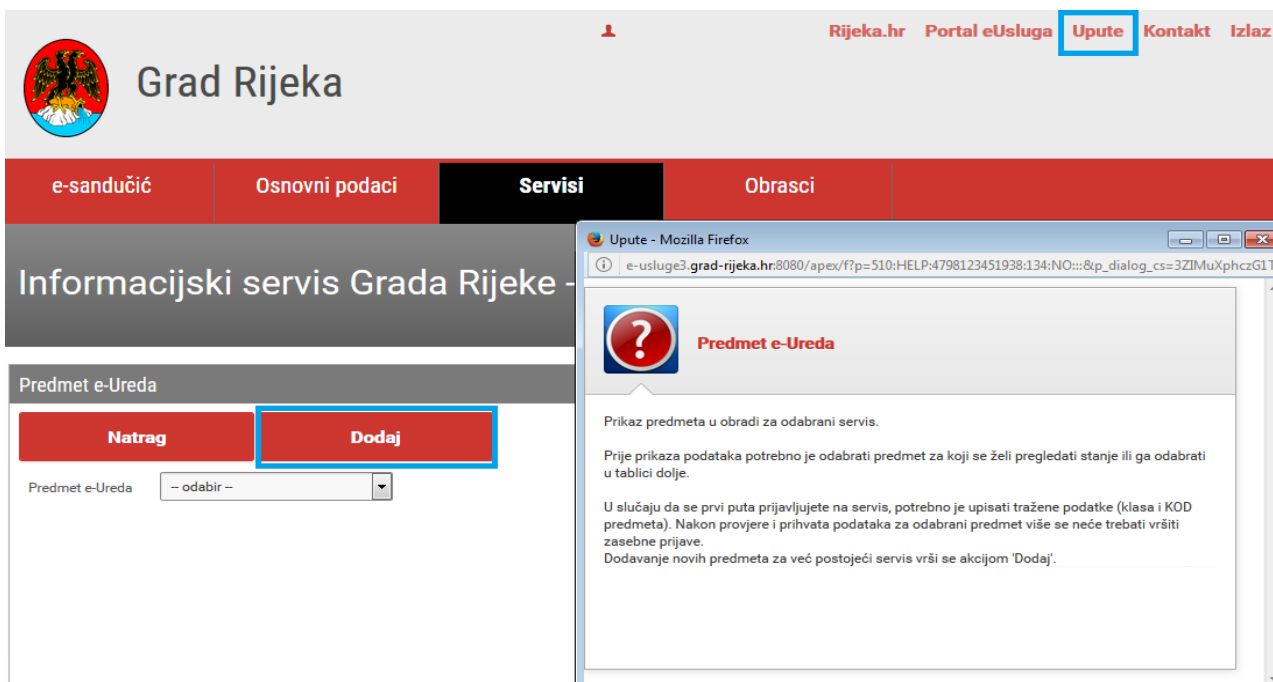 Rijeka.hr Portal eUsluga Upute Kontakt Izlaz
Grad Rijeka
e-sandučić Osnovni podaci Servisi Obrasci
Informacijski servis Grada Rijeke -
Predmet e-Ureda
Natrag Dodaj
Predmet e-Ureda -- odabir --
Upute - Mozilla Firefox
e-usluge3.grad-rijeka.hr:8080/apex/f?p=510:HELP:4798123451938:134:NO:::&p_dialog_cs=3ZIMuXphczG1T
?
Predmet e-Ureda
Prikaz predmeta u obradi za odabrani servis.
Prije prikaza podataka potrebno je odabrati predmet za koji se želi pregledati stanje ili ga odabrati
u tablici dolje.
U slučaju da se prvi puta prijavljujete na servis, potrebno je upisati tražene podatke (klasa i KOD
predmeta). Nakon provjere i prihvata podataka za odabrani predmet više se neće trebati vršiti
zasebne prijave.
Dodavanje novih predmeta za već postojeći servis vrši se akcijom 'Dodaj'.